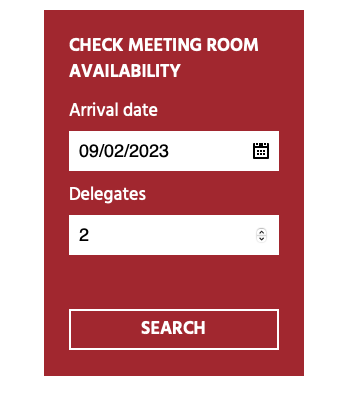 CHECK MEETING ROOM
AVAILABILITY
Arrival date
09/02/2023
Delegates
2
SEARCH